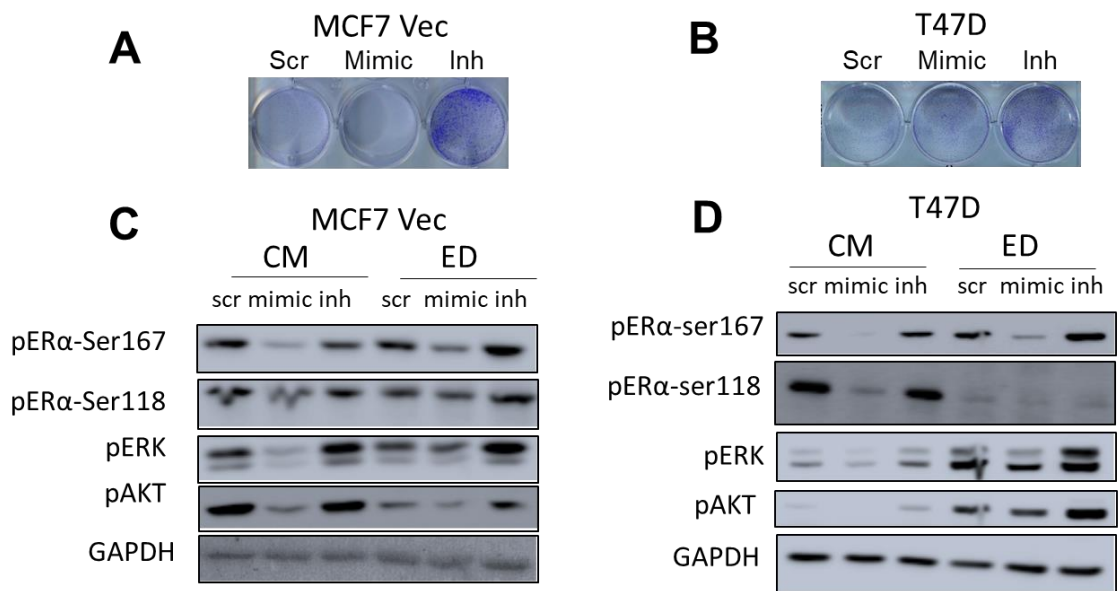 A
MCF7 Vec
Scr Mimic Inh
B
T47D
Scr Mimic Inh
C
MCF7 Vec
CM ED
scr mimic inh scr mimic inh
pERα-Ser167
pERα-Ser118
pERK
pAKT
GAPDH
D
T47D
CM ED
scr mimic inh scr mimic inh
pERα-ser167
pERα-ser118
pERK
pAKT
GAPDH